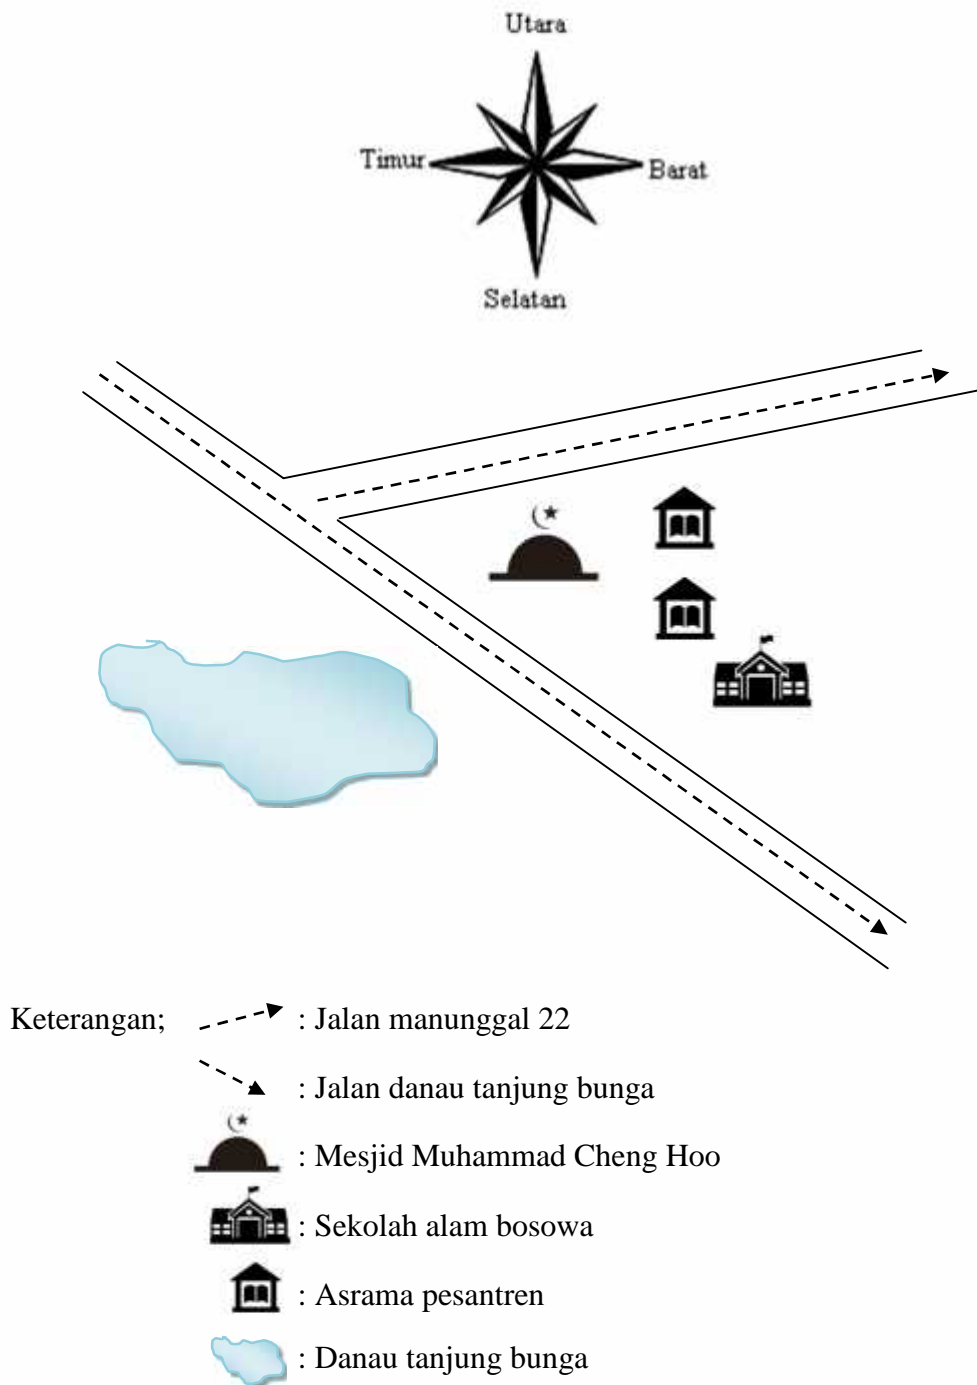 Utara
Timur
Barat
Selatan
Keterangan;
: Jalan manunggal 22
: Jalan danau tanjung bunga
: Mesjid Muhammad Cheng Hoo
: Sekolah alam bosowa
: Asrama pesantren
: Danau tanjung bunga